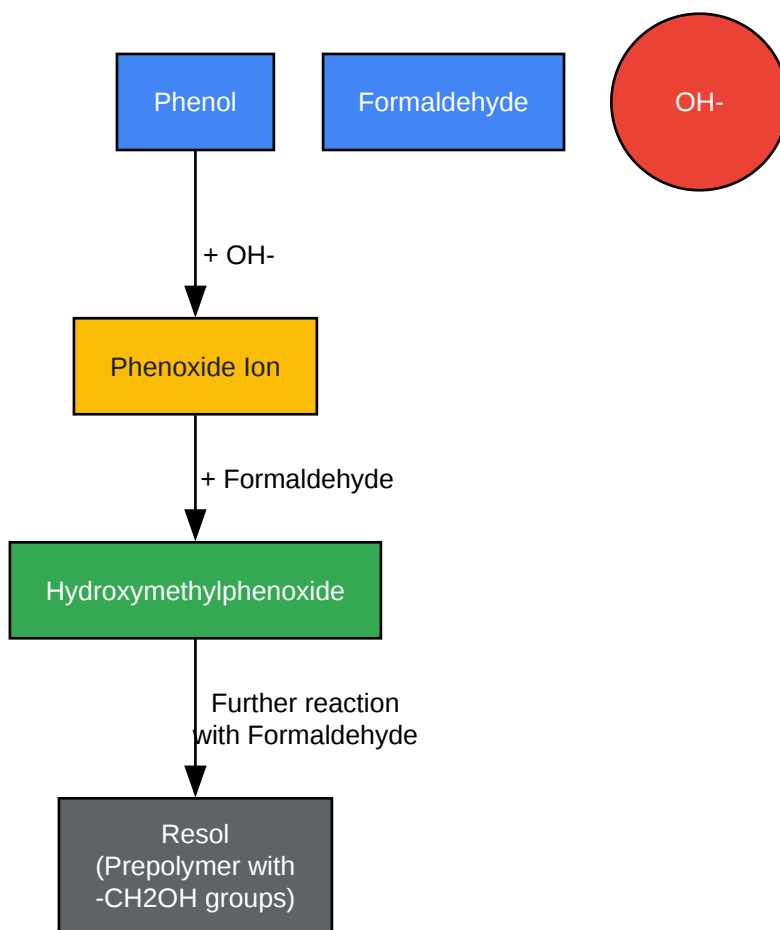 Phenol
Formaldehyde
OH-
+ OH-
Phenoxide Ion
+ Formaldehyde
Hydroxymethylphenoxide
Further reaction
with Formaldehyde
Resol
(Prepolymer with
-CH2OH groups)